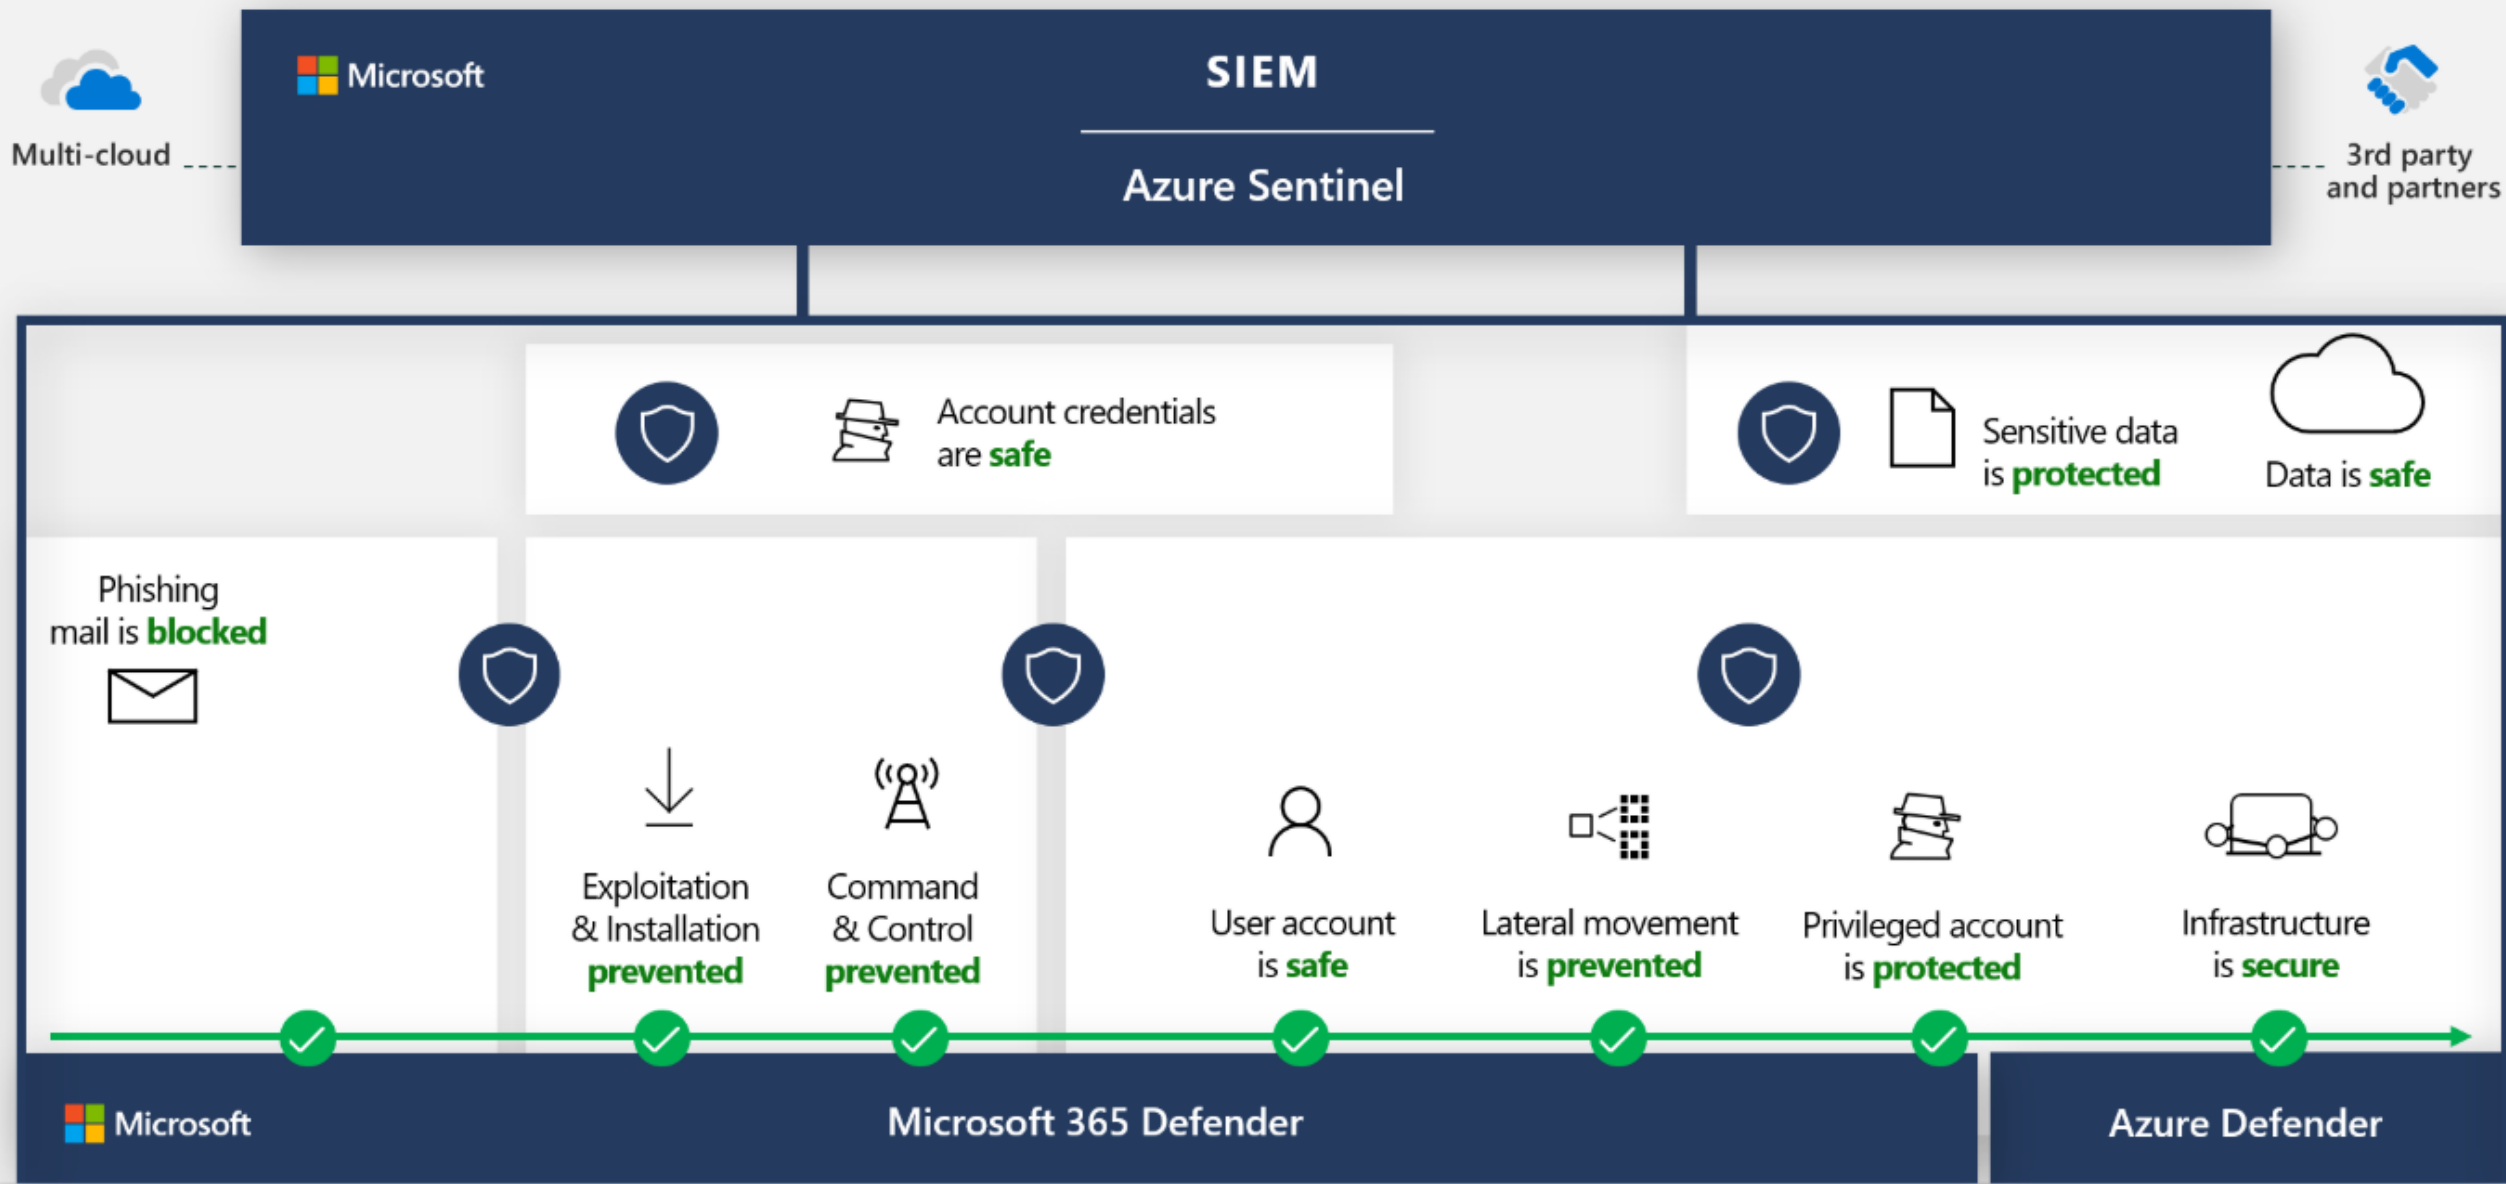 Microsoft
SIEM
Azure Sentinel
Multi-cloud
3rd party
and partners
Account credentials
are safe
Sensitive data
is protected
Data is safe
Phishing
mail is blocked
Exploitation
& Installation
prevented
Command
& Control
prevented
User account
is safe
Lateral movement
is prevented
Privileged account
is protected
Infrastructure
is secure
Microsoft
Microsoft 365 Defender
Azure Defender